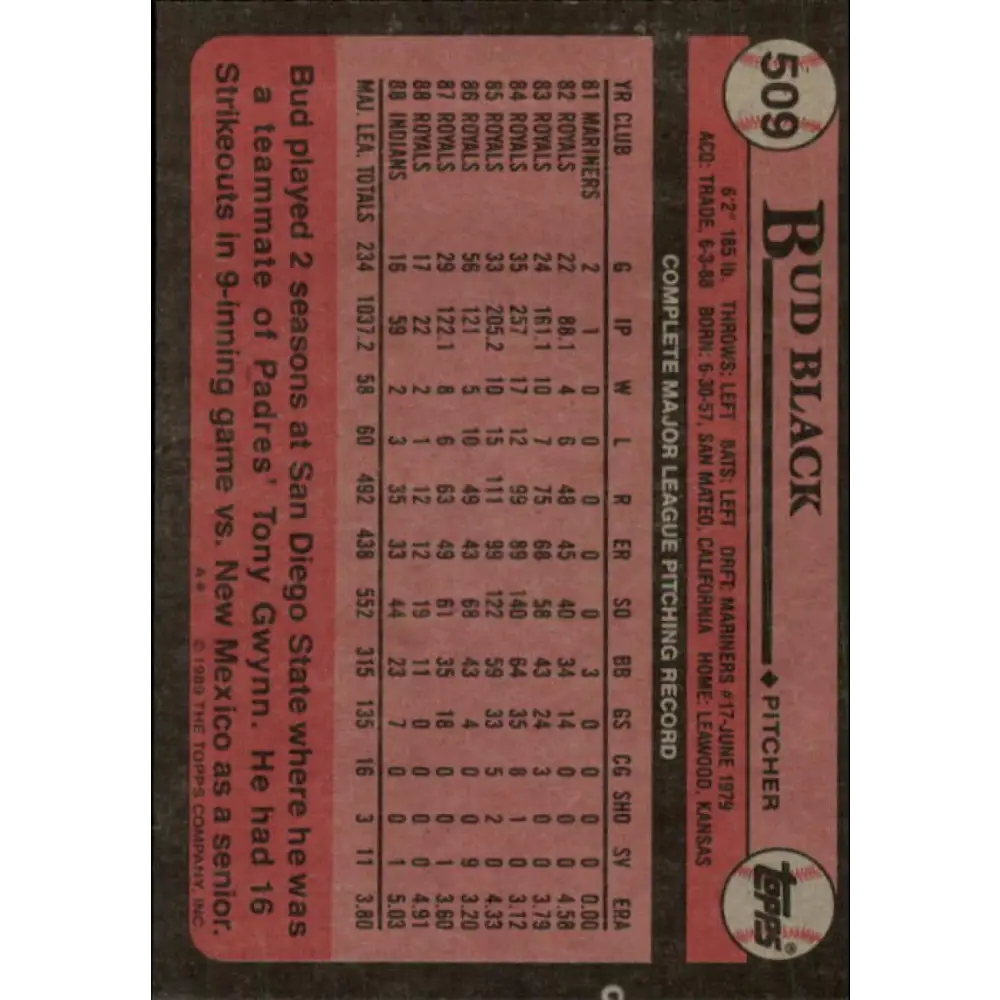 509
BUD BLACK ♦ PITCHER
TOPPS®
6'2" 185 lb. THROWS: LEFT BATS: LEFT DRFT: MARINERS #17-JUNE 1979
ACQ: TRADE, 6-3-88 BORN: 6-30-57, SAN MATEO, CALIFORNIA HOME: LEAWOOD, KANSAS
COMPLETE MAJOR LEAGUE PITCHING RECORD
YR CLUB G IP W L R ER SO BB GS CG SHO SV ERA
81 MARINERS 2 1 0 0 0 0 0 3 0 0 0 0 0.00
82 ROYALS 22 88.1 4 6 48 45 40 34 14 0 0 0 4.58
83 ROYALS 24 161.1 10 7 75 68 58 43 24 3 0 0 3.79
84 ROYALS 35 257 17 12 99 89 140 64 35 8 1 0 3.12
85 ROYALS 33 205.2 10 15 111 99 122 59 33 5 2 0 4.33
86 ROYALS 56 121 5 10 49 43 68 43 4 0 0 9 3.20
87 ROYALS 29 122.1 8 6 63 49 61 35 18 0 0 1 3.60
88 ROYALS 17 22 2 1 12 12 19 11 0 0 0 0 4.91
88 INDIANS 16 59 2 3 35 33 44 23 7 0 0 1 5.03
MAJ. LEA. TOTALS 234 1037.2 58 60 492 438 552 315 135 16 3 11 3.80
Bud played 2 seasons at San Diego State where he was
a teammate of Padres' Tony Gwynn. He had 16
Strikeouts in 9-inning game vs. New Mexico as a senior.
A* © 1989 THE TOPPS COMPANY, INC.